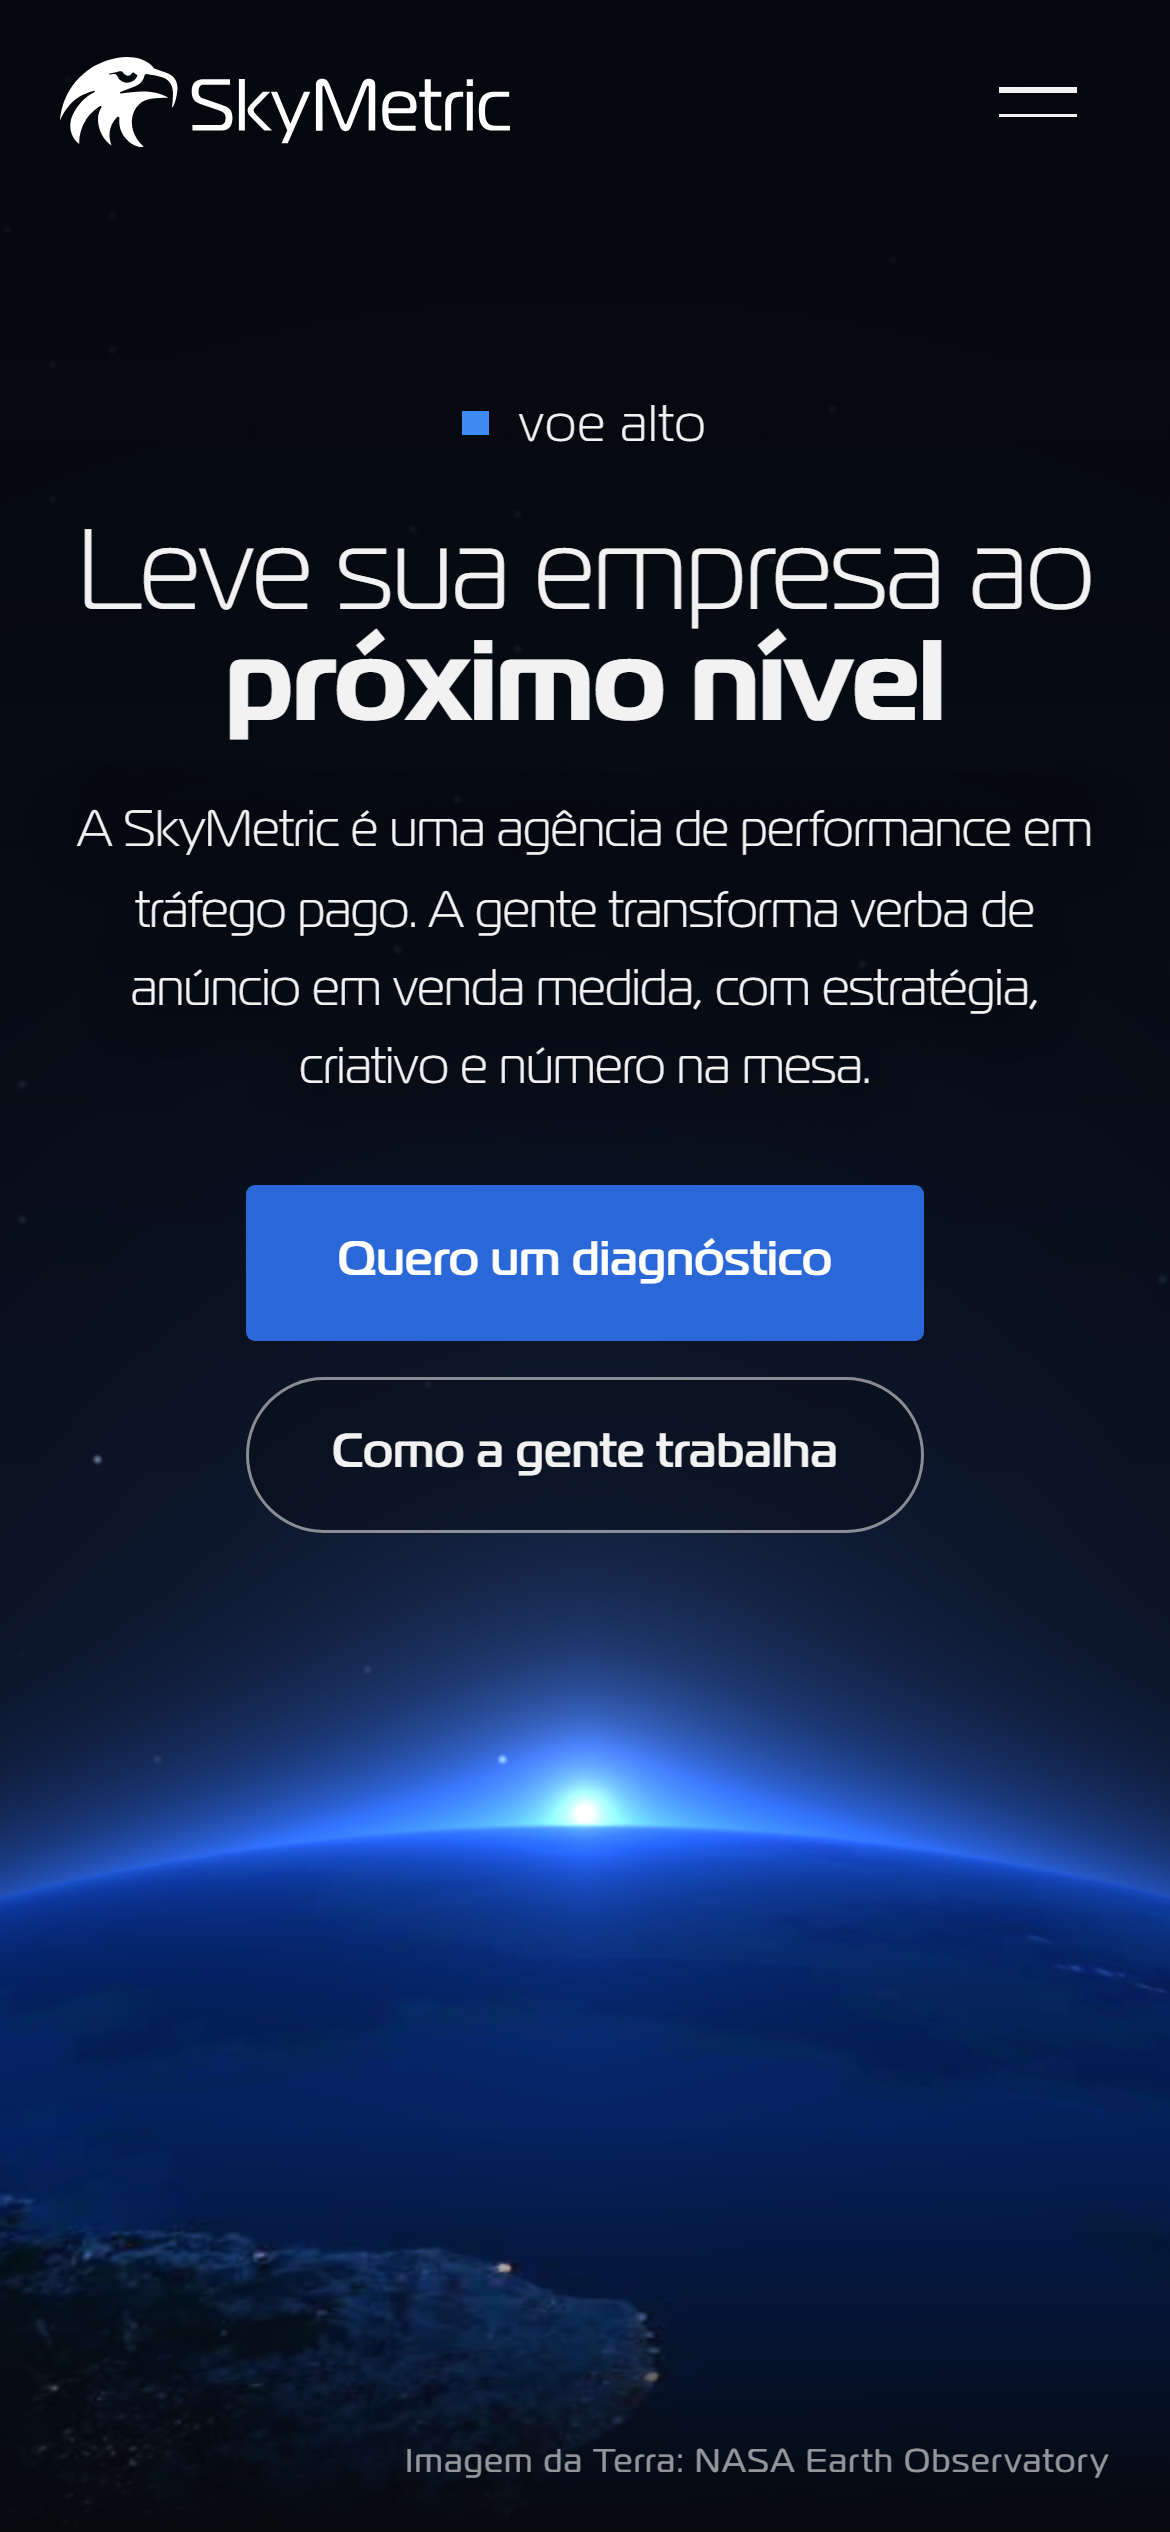 SkyMetric
voe alto
Leve sua empresa ao
próximo nível
A SkyMetric é uma agência de performance em
tráfego pago. A gente transforma verba de
anúncio em venda medida, com estratégia,
criativo e número na mesa.
Quero um diagnóstico
Como a gente trabalha
Imagem da Terra: NASA Earth Observatory